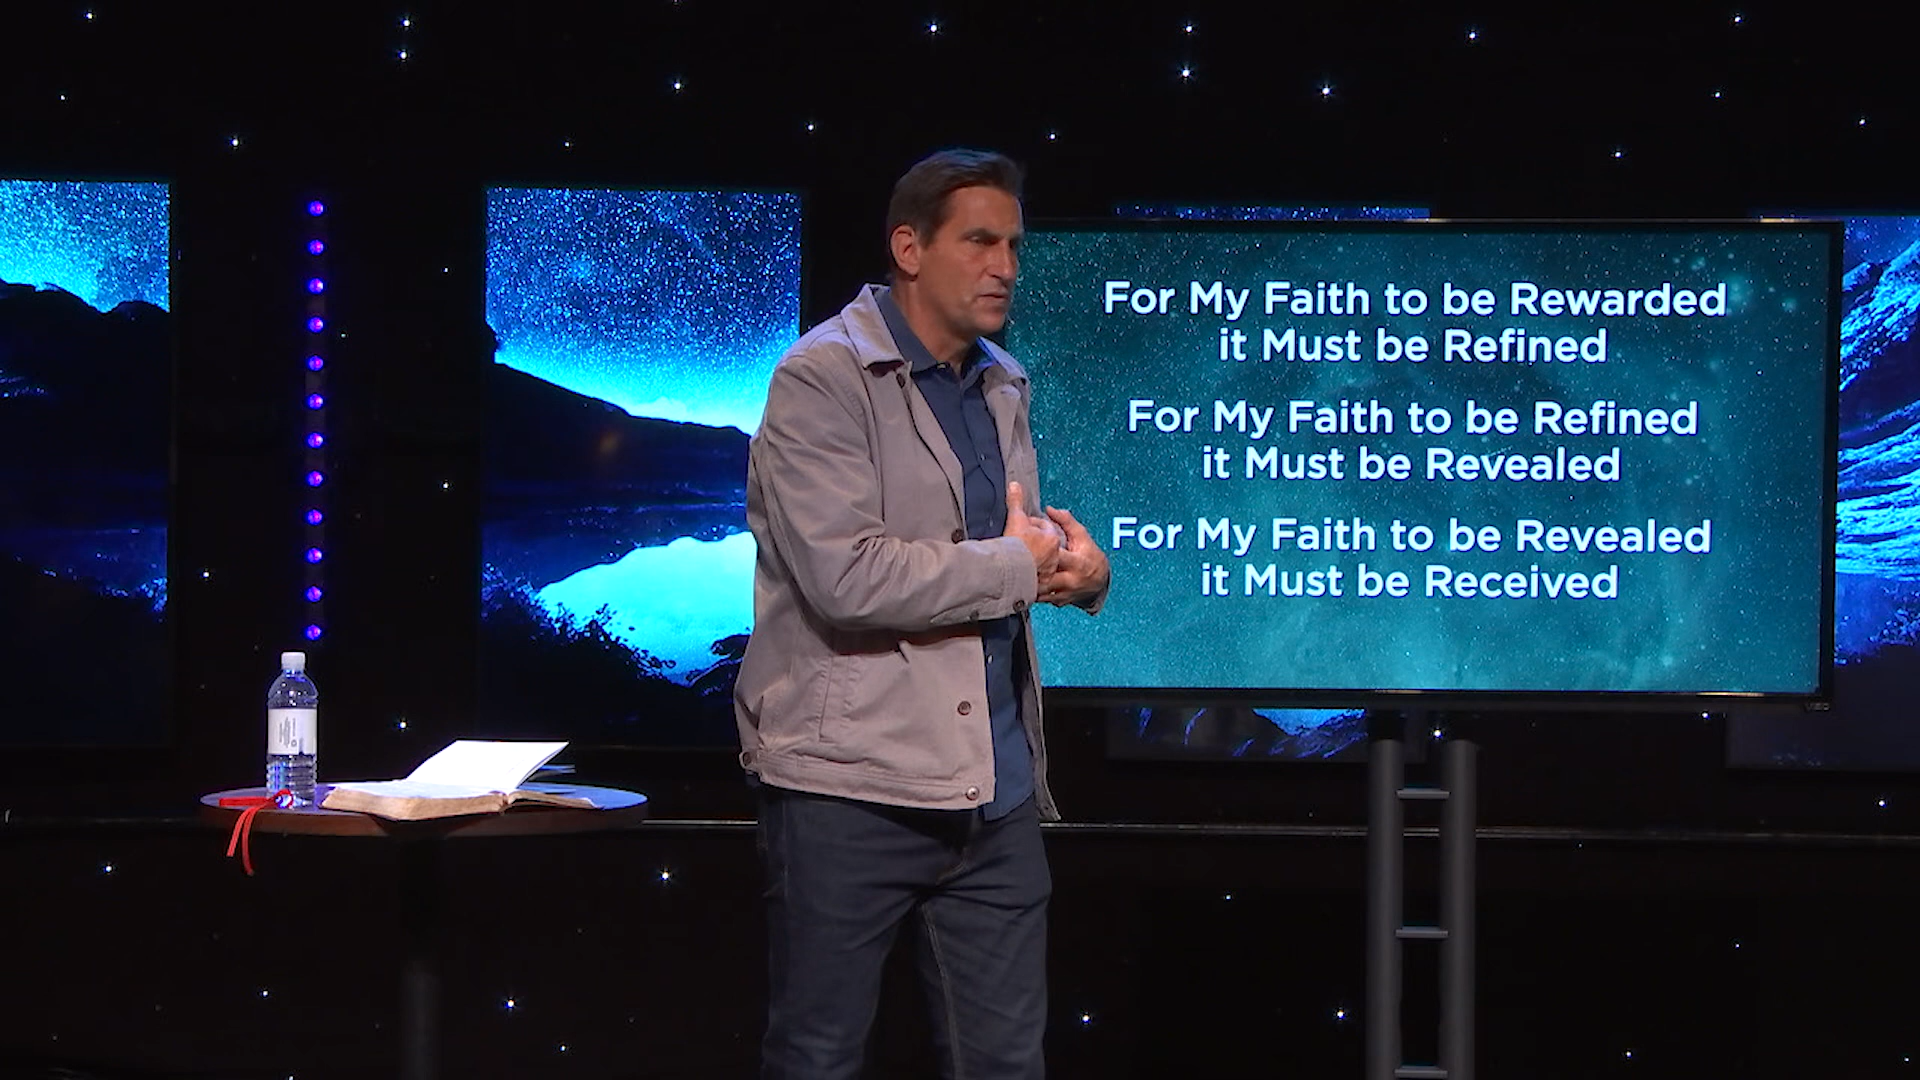 For My Faith to be Rewarded
it Must be Refined
For My Faith to be Refined
it Must be Revealed
For My Faith to be Revealed
it Must be Received
VIZIO